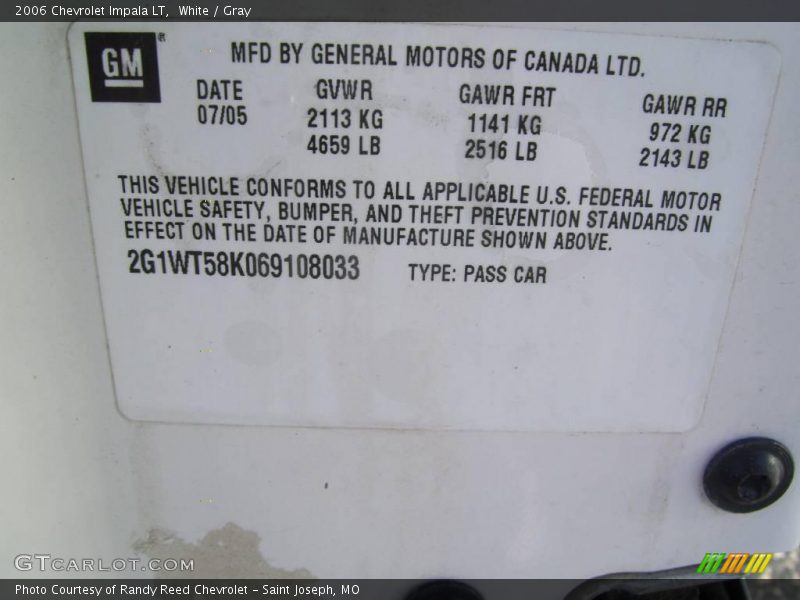 2006 Chevrolet Impala LT, White / Gray
GM®
MFD BY GENERAL MOTORS OF CANADA LTD.
DATE GVWR GAWR FRT GAWR RR
07/05 2113 KG 1141 KG 972 KG
4659 LB 2516 LB 2143 LB
THIS VEHICLE CONFORMS TO ALL APPLICABLE U.S. FEDERAL MOTOR
VEHICLE SAFETY, BUMPER, AND THEFT PREVENTION STANDARDS IN
EFFECT ON THE DATE OF MANUFACTURE SHOWN ABOVE.
2G1WT58K069108033 TYPE: PASS CAR
GTCARLOT.COM
Photo Courtesy of Randy Reed Chevrolet - Saint Joseph, MO